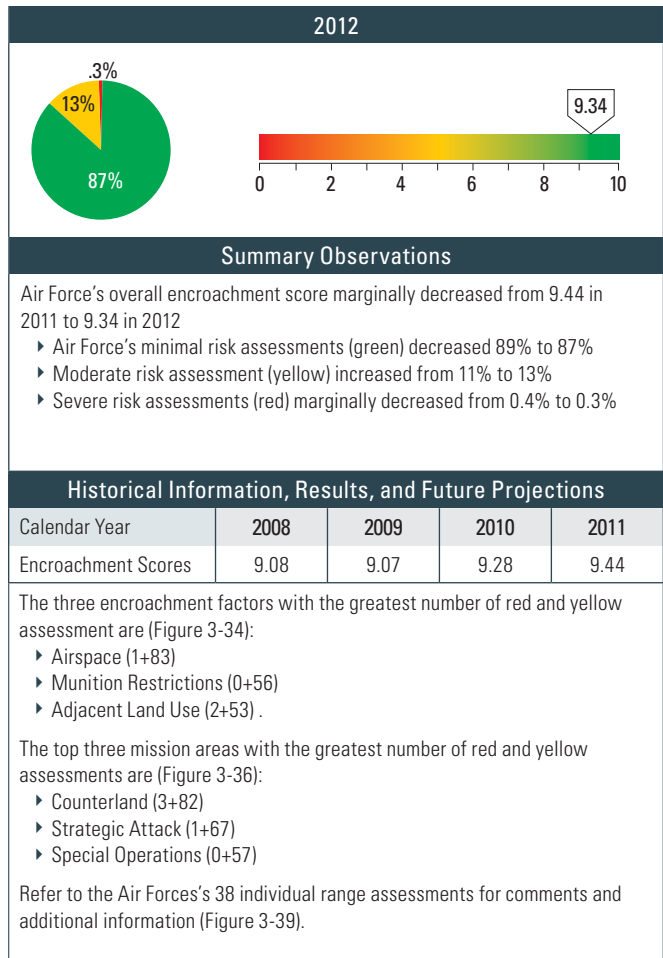 2012
.3%
13%
87%
9.34
0 2 4 6 8 10
Summary Observations
Air Force's overall encroachment score marginally decreased from 9.44 in
2011 to 9.34 in 2012
Air Force's minimal risk assessments (green) decreased 89% to 87%
Moderate risk assessment (yellow) increased from 11% to 13%
Severe risk assessments (red) marginally decreased from 0.4% to 0.3%
Historical Information, Results, and Future Projections
Calendar Year 2008 2009 2010 2011
Encroachment Scores 9.08 9.07 9.28 9.44
The three encroachment factors with the greatest number of red and yellow
assessment are (Figure 3-34):
Airspace (1+83)
Munition Restrictions (0+56)
Adjacent Land Use (2+53) .
The top three mission areas with the greatest number of red and yellow
assessments are (Figure 3-36):
Counterland (3+82)
Strategic Attack (1+67)
Special Operations (0+57)
Refer to the Air Forces's 38 individual range assessments for comments and
additional information (Figure 3-39).